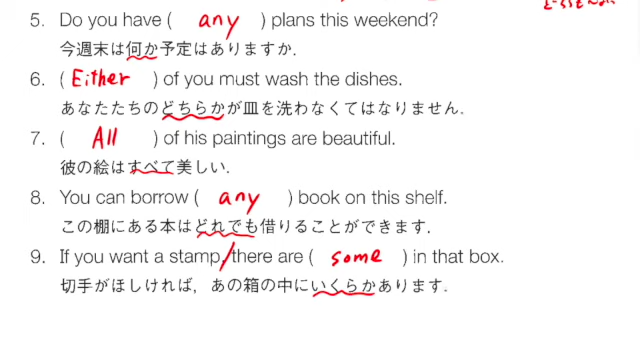 5. Do you have ( any ) plans this weekend?
今週末は何か予定はありますか.
6. ( Either ) of you must wash the dishes.
あなたたちのどちらかが皿を洗わなくてはなりません.
7. ( All ) of his paintings are beautiful.
彼の絵はすべて美しい.
8. You can borrow ( any ) book on this shelf.
この棚にある本はどれでも借りることができます.
9. If you want a stamp,/there are ( some ) in that box.
切手がほしければ，あの箱の中にいくらかあります.